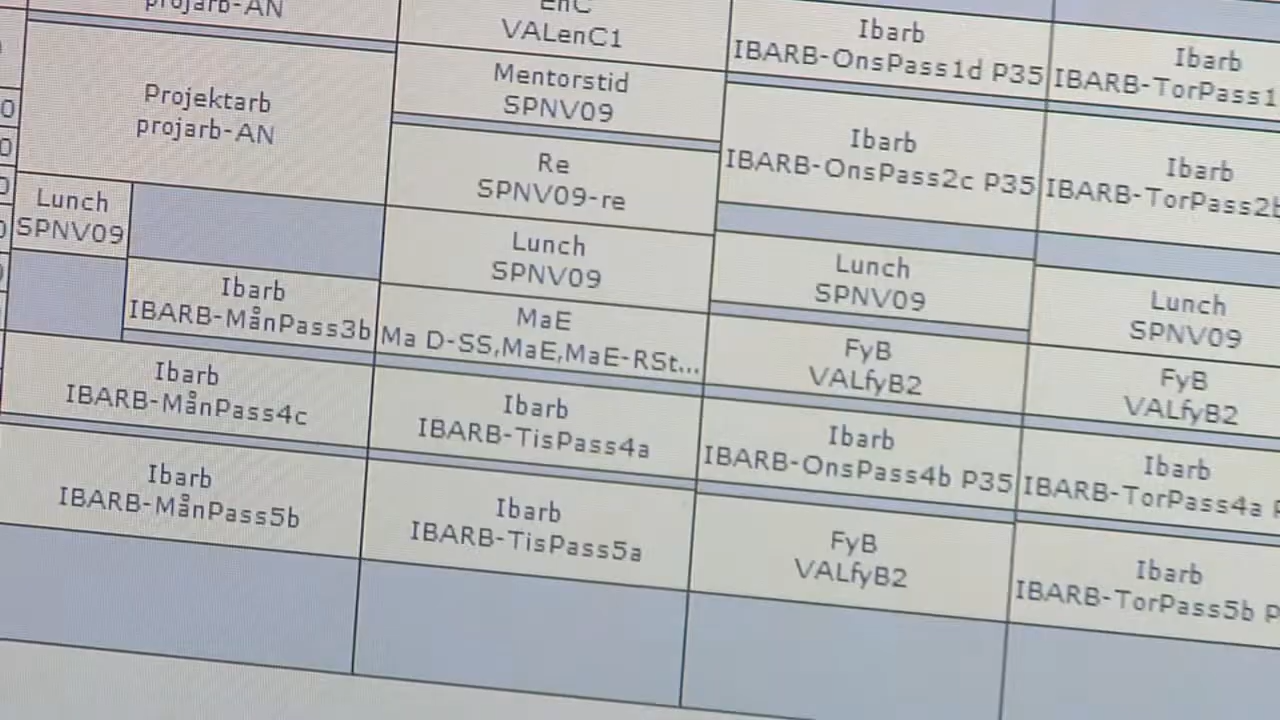 projarb-AN
Projektarb
projarb-AN
Lunch
SPNV09
Ibarb
IBARB-MånPass3b
Ibarb
IBARB-MånPass4c
Ibarb
IBARB-MånPass5b
EnC
VALenC1
Mentorstid
SPNV09
Re
SPNV09-re
Lunch
SPNV09
MaE
Ma D-SS,MaE,MaE-RSt...
Ibarb
IBARB-TisPass4a
Ibarb
IBARB-TisPass5a
Ibarb
IBARB-OnsPass1d P35
Ibarb
IBARB-OnsPass2c P35
Lunch
SPNV09
FyB
VALfyB2
Ibarb
IBARB-OnsPass4b P35
FyB
VALfyB2
Ibarb
IBARB-TorPass1
Ibarb
IBARB-TorPass2b
Lunch
SPNV09
FyB
VALfyB2
Ibarb
IBARB-TorPass4a
Ibarb
IBARB-TorPass5b P